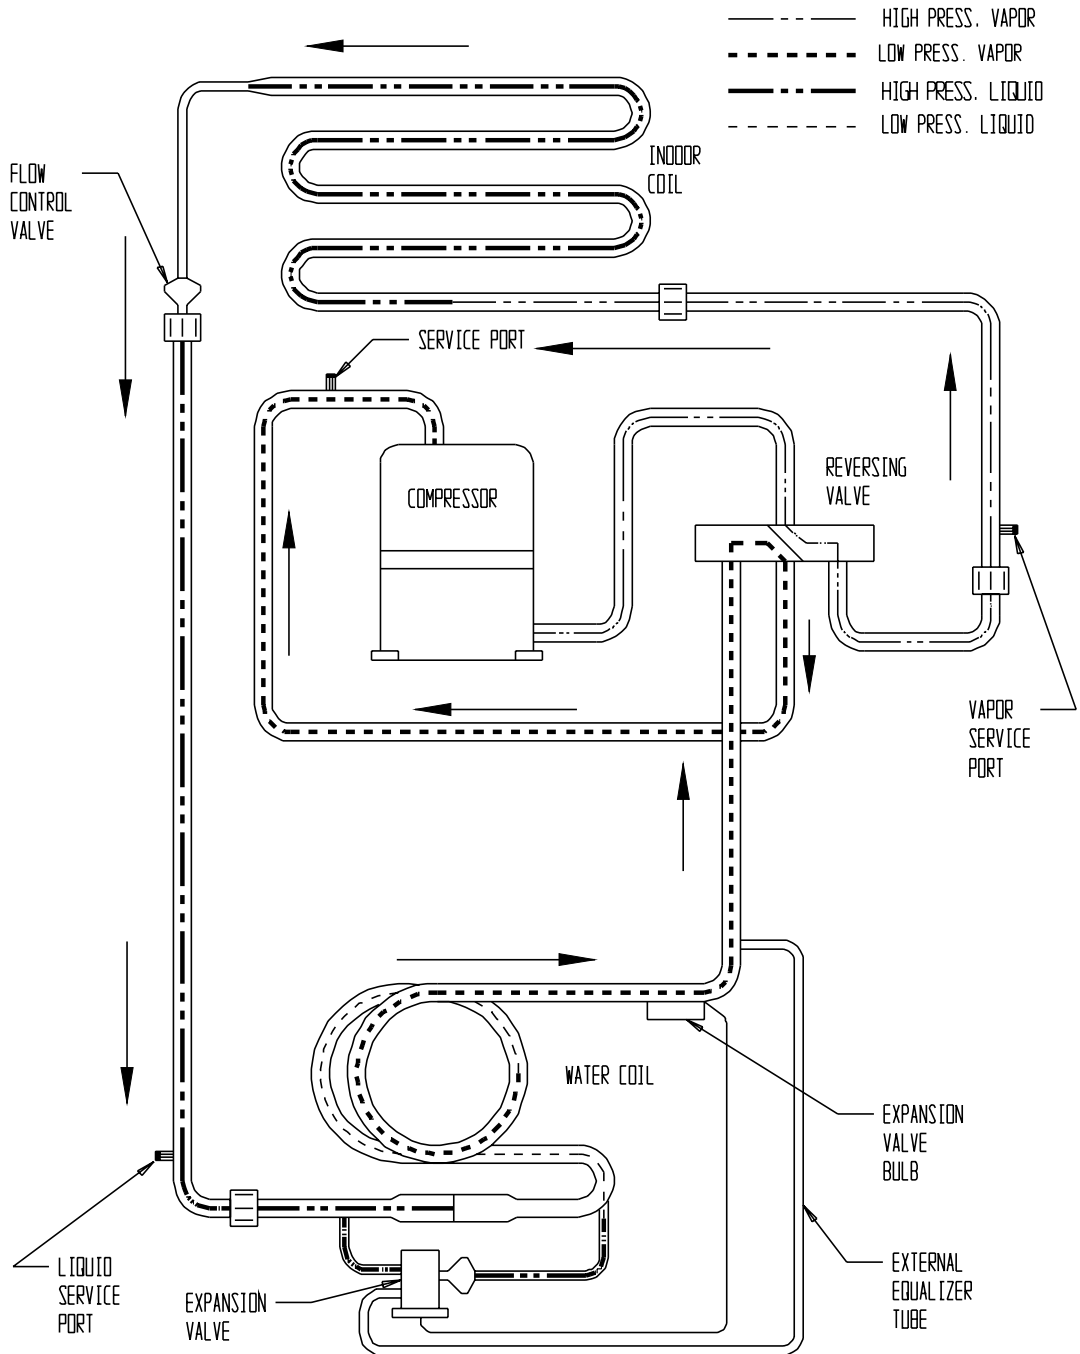 HIGH PRESS. VAPOR
LOW PRESS. VAPOR
HIGH PRESS. LIQUID
LOW PRESS. LIQUID
INDOOR
COIL
FLOW
CONTROL
VALVE
SERVICE PORT
REVERSING
VALVE
COMPRESSOR
VAPOR
SERVICE
PORT
WATER COIL
EXPANSION
VALVE
BULB
LIQUID
SERVICE
PORT
EXPANSION
VALVE
EXTERNAL
EQUALIZER
TUBE